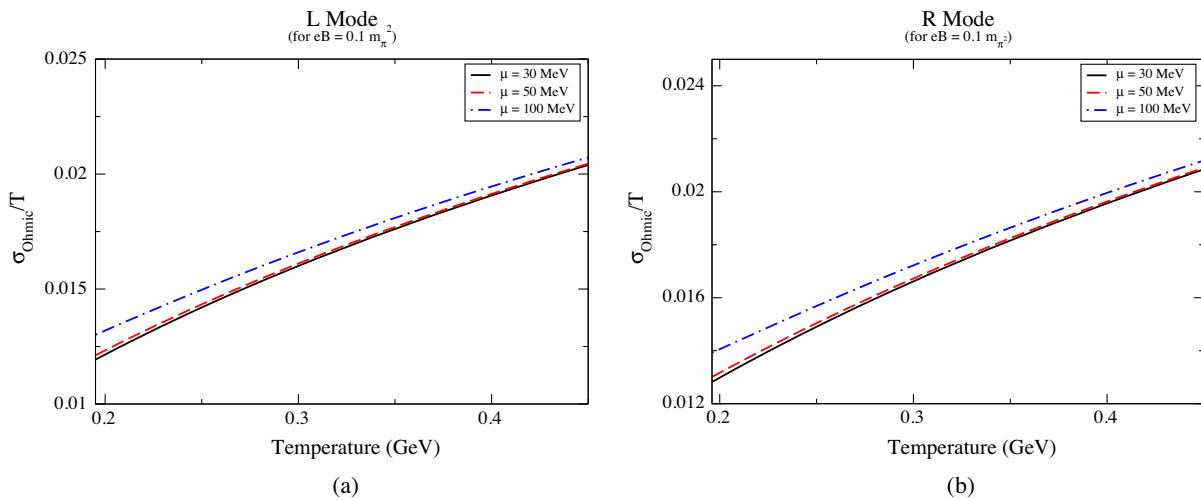 L Mode
(for eB = 0.1 m_π^2)
0.025
0.02
0.015
0.01
σ_Ohmic/T
μ = 30 MeV
μ = 50 MeV
μ = 100 MeV
0.2
0.3
0.4
Temperature (GeV)
(a)
R Mode
(for eB = 0.1 m_π^2)
0.024
0.02
0.016
0.012
σ_Ohmic/T
μ = 30 MeV
μ = 50 MeV
μ = 100 MeV
0.2
0.3
0.4
Temperature (GeV)
(b)